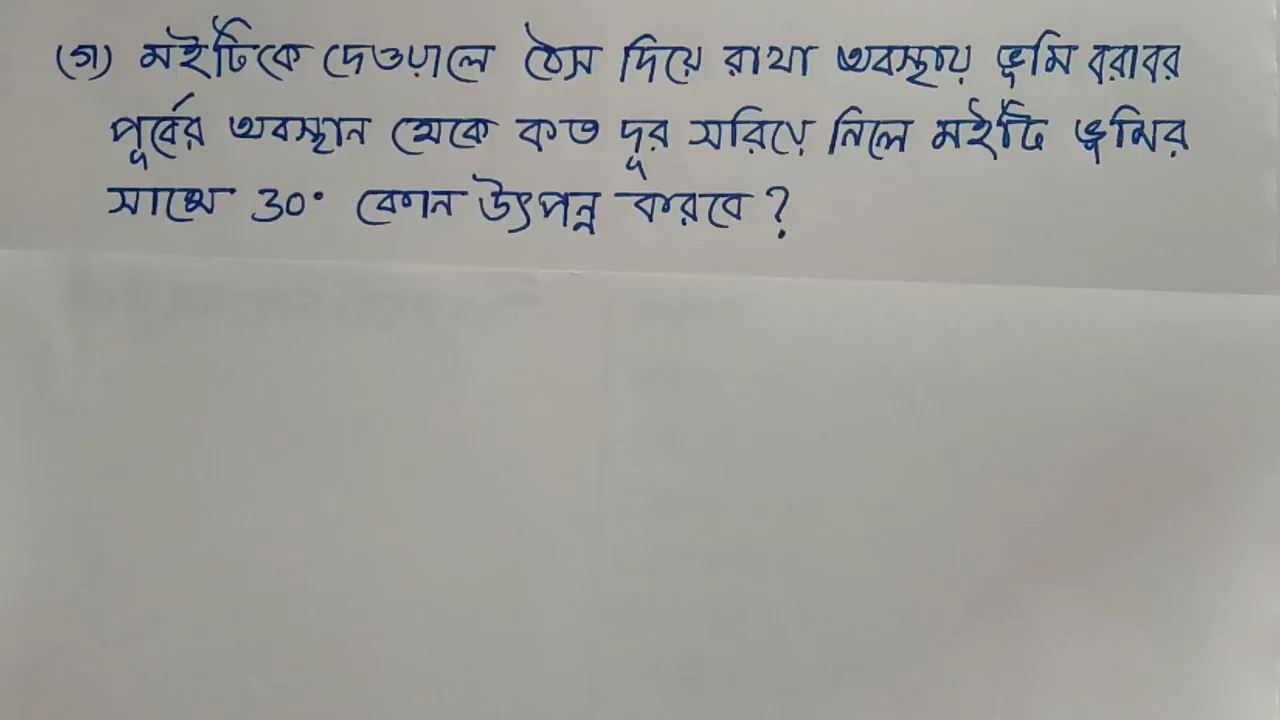 (গ) মইটিকে দেওয়ালে ঠেস দিয়ে রাখা অবস্থায় ভূমি বরাবর
পূর্বের অবস্থান থেকে কত দূর সরিয়ে নিলে মইটি ভূমির
সাথে 30° কোন উৎপন্ন করবে?